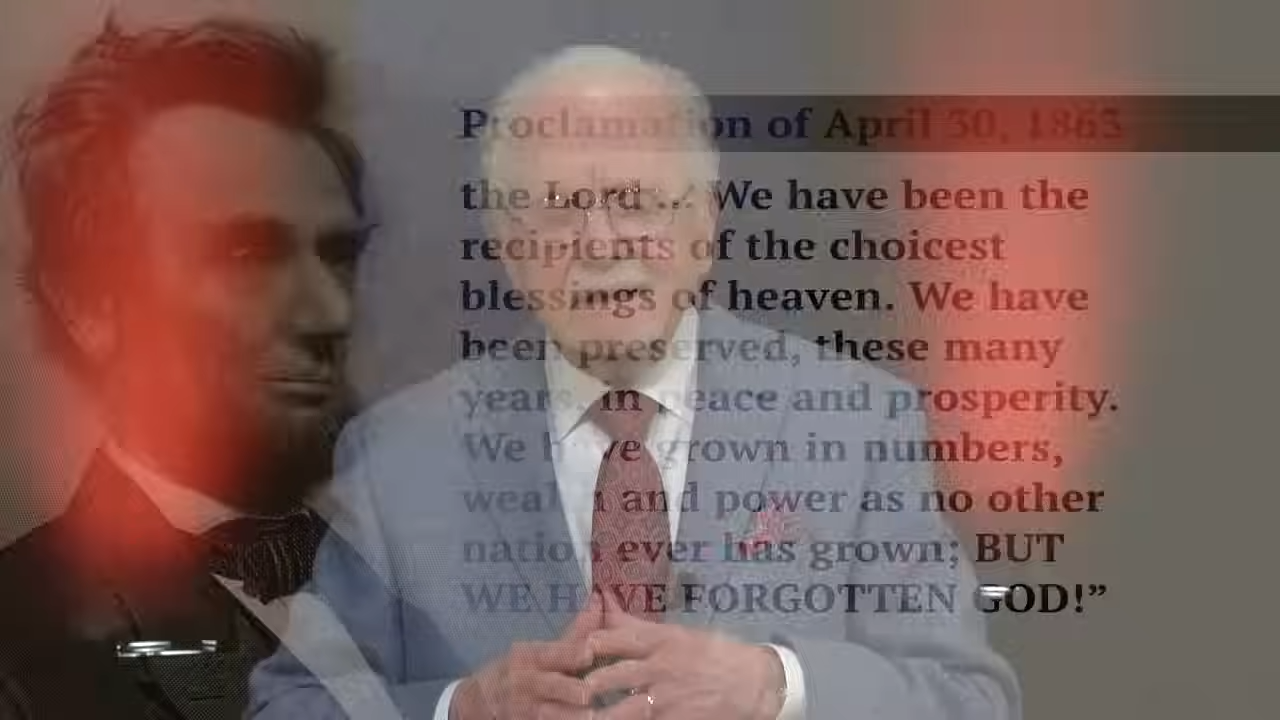 Proclamation of April 30, 1863
the Lord ... We have been the
recipients of the choicest
blessings of heaven. We have
been preserved, these many
years, in peace and prosperity.
We have grown in numbers,
wealth and power as no other
nation ever has grown; BUT
WE HAVE FORGOTTEN GOD!”